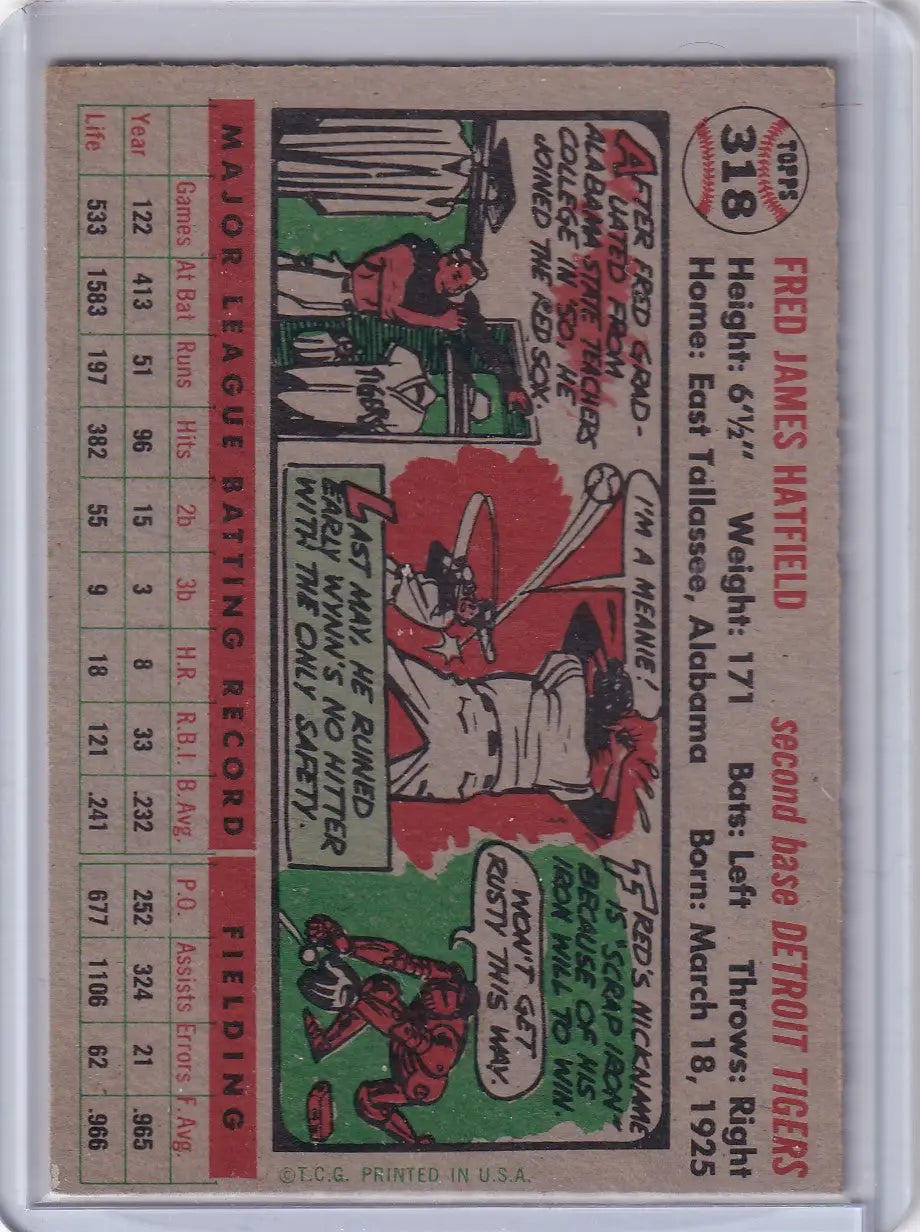 TOPPS
318
FRED JAMES HATFIELD second base DETROIT TIGERS
Height: 6'½" Weight: 171 Bats: Left Throws: Right
Home: East Tallassee, Alabama Born: March 18, 1925
AFTER FRED GRAD-
UATED FROM
ALABAMA STATE TEACHERS
COLLEGE IN '50, HE
JOINED THE RED SOX.
I'M A MEANIE!
LAST MAY, HE RUINED
EARLY WYNN'S NO HITTER
WITH THE ONLY SAFETY.
FRED'S NICKNAME
IS "SCRAP IRON"
BECAUSE OF HIS
IRON WILL TO WIN.
WON'T GET
RUSTY THIS WAY.
©T.C.G. PRINTED IN U.S.A.
MAJOR LEAGUE BATTING RECORD FIELDING
Games At Bat Runs Hits 2b 3b H.R. R.B.I. B.Avg. P.O. Assists Errors F. Avg.
Year 122 413 51 96 15 3 8 33 .232 252 324 21 .965
Life 533 1583 197 382 55 9 18 121 .241 677 1106 62 .966